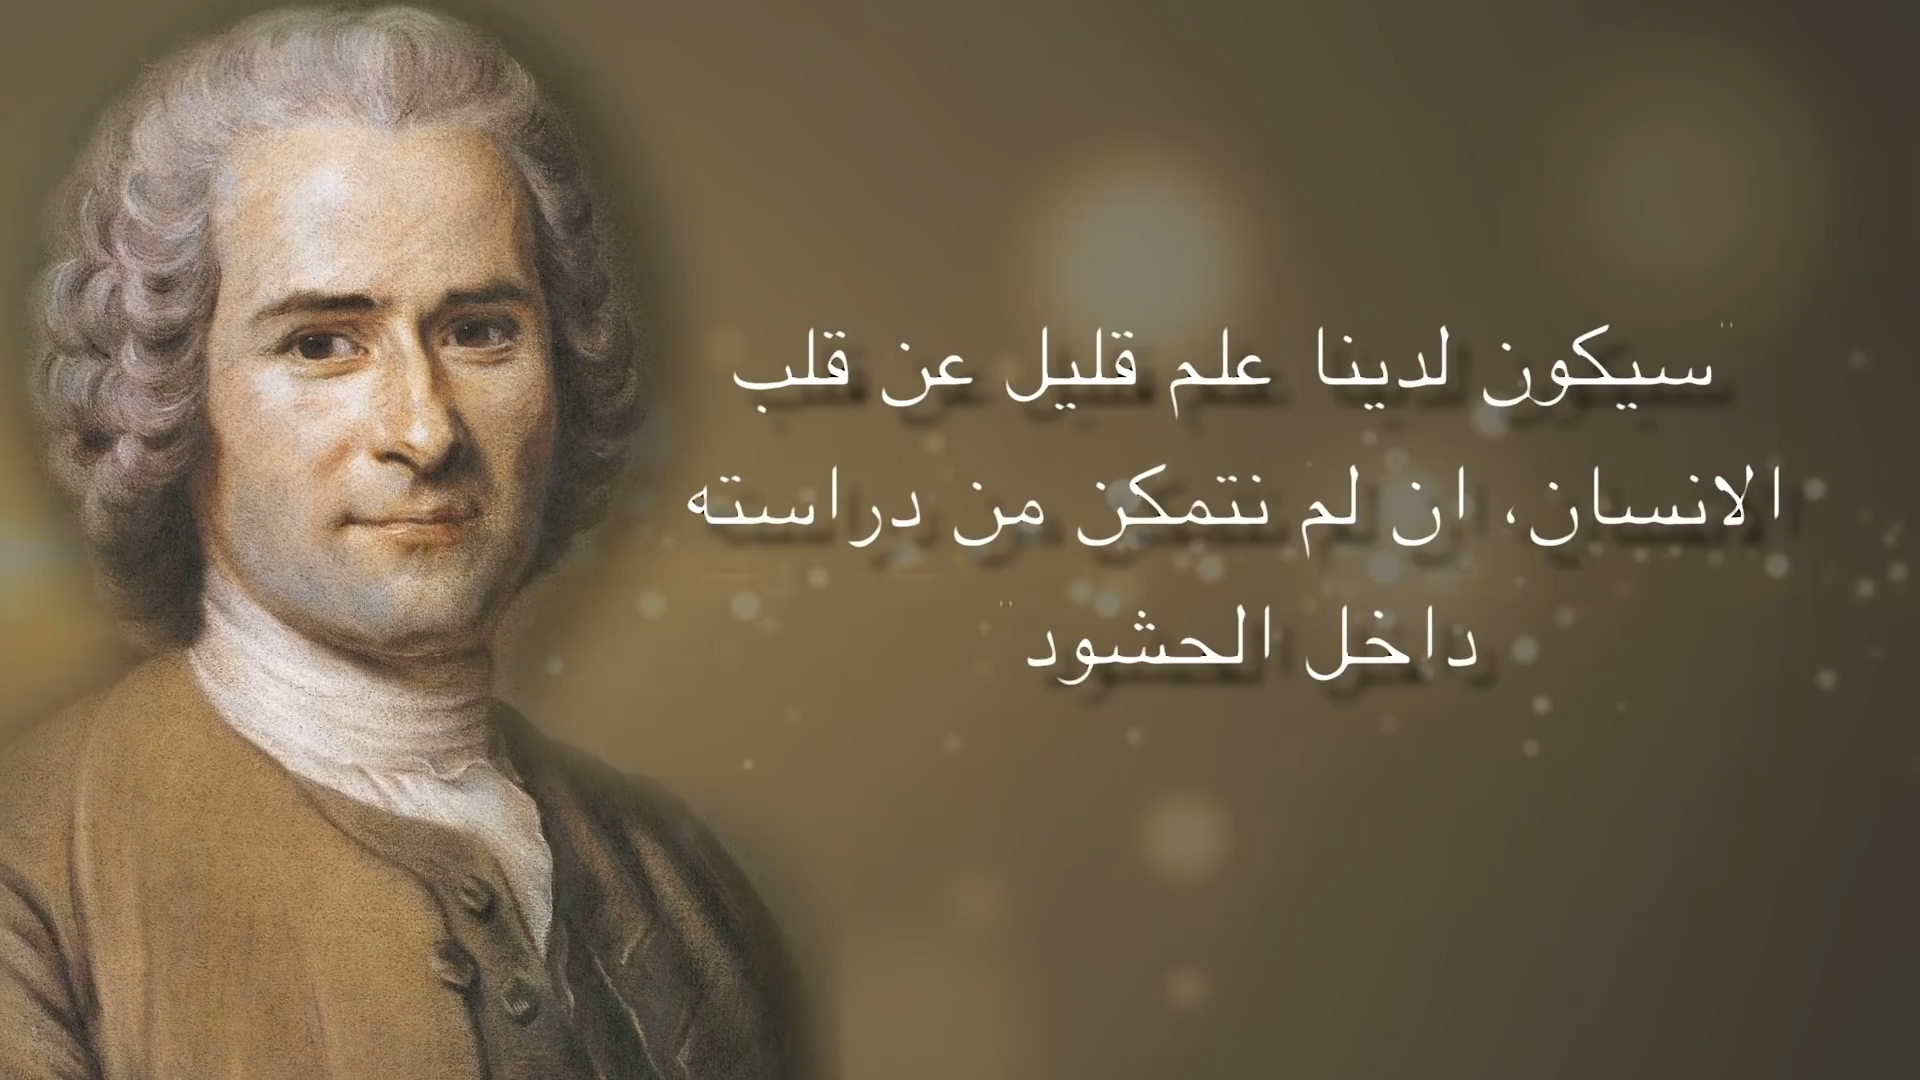 "سيكون لدينا علم قليل عن قلب
الانسان، ان لم نتمكن من دراسته
داخل الحشود"